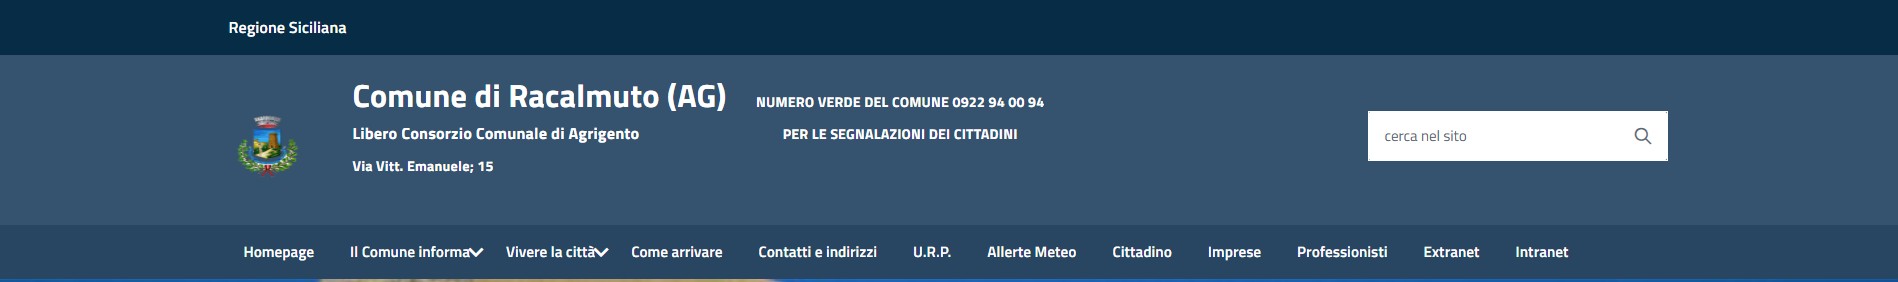 Regione Siciliana
Comune di Racalmuto (AG)
Libero Consorzio Comunale di Agrigento
Via Vitt. Emanuele; 15
NUMERO VERDE DEL COMUNE 0922 94 00 94
PER LE SEGNALAZIONI DEI CITTADINI
cerca nel sito
Homepage Il Comune informa Vivere la città Come arrivare Contatti e indirizzi U.R.P. Allerte Meteo Cittadino Imprese Professionisti Extranet Intranet